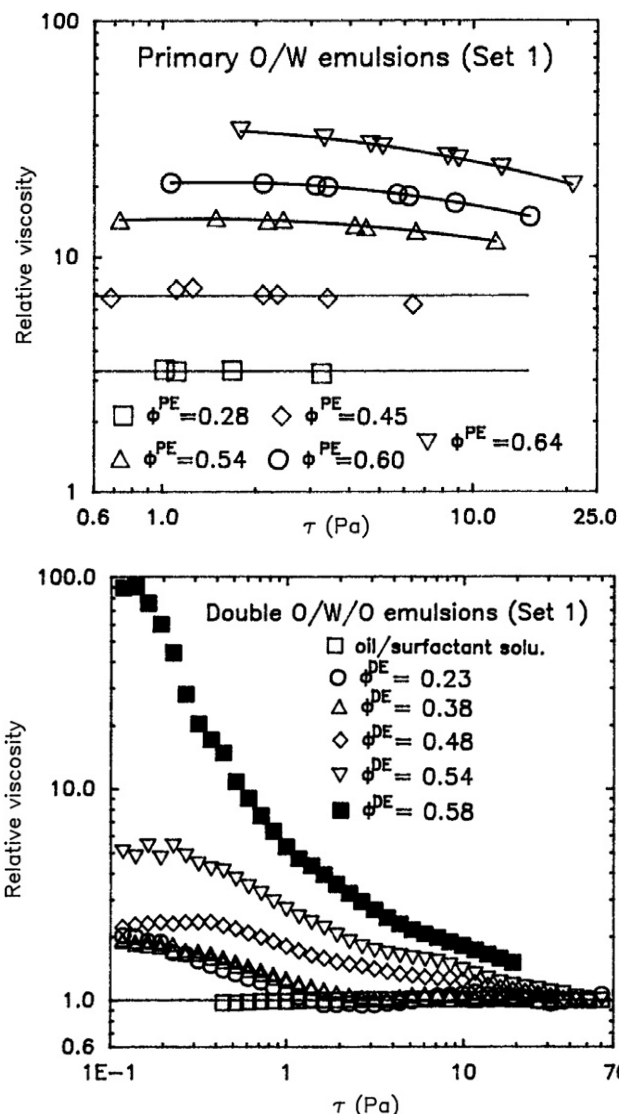 100
Primary O/W emulsions (Set 1)
Relative viscosity
10
□ ϕᴾᴱ=0.28 ◇ ϕᴾᴱ=0.45
△ ϕᴾᴱ=0.54 ○ ϕᴾᴱ=0.60 ▽ ϕᴾᴱ=0.64
1
0.6 1.0 10.0 25.0
τ (Pa)
100.0
Double O/W/O emulsions (Set 1)
□ oil/surfactant solu.
○ ϕᴰᴱ= 0.23
△ ϕᴰᴱ= 0.38
◇ ϕᴰᴱ= 0.48
▽ ϕᴰᴱ= 0.54
■ ϕᴰᴱ= 0.58
Relative viscosity
10.0
1.0
0.6
1E-1 1 10 70
τ (Pa)